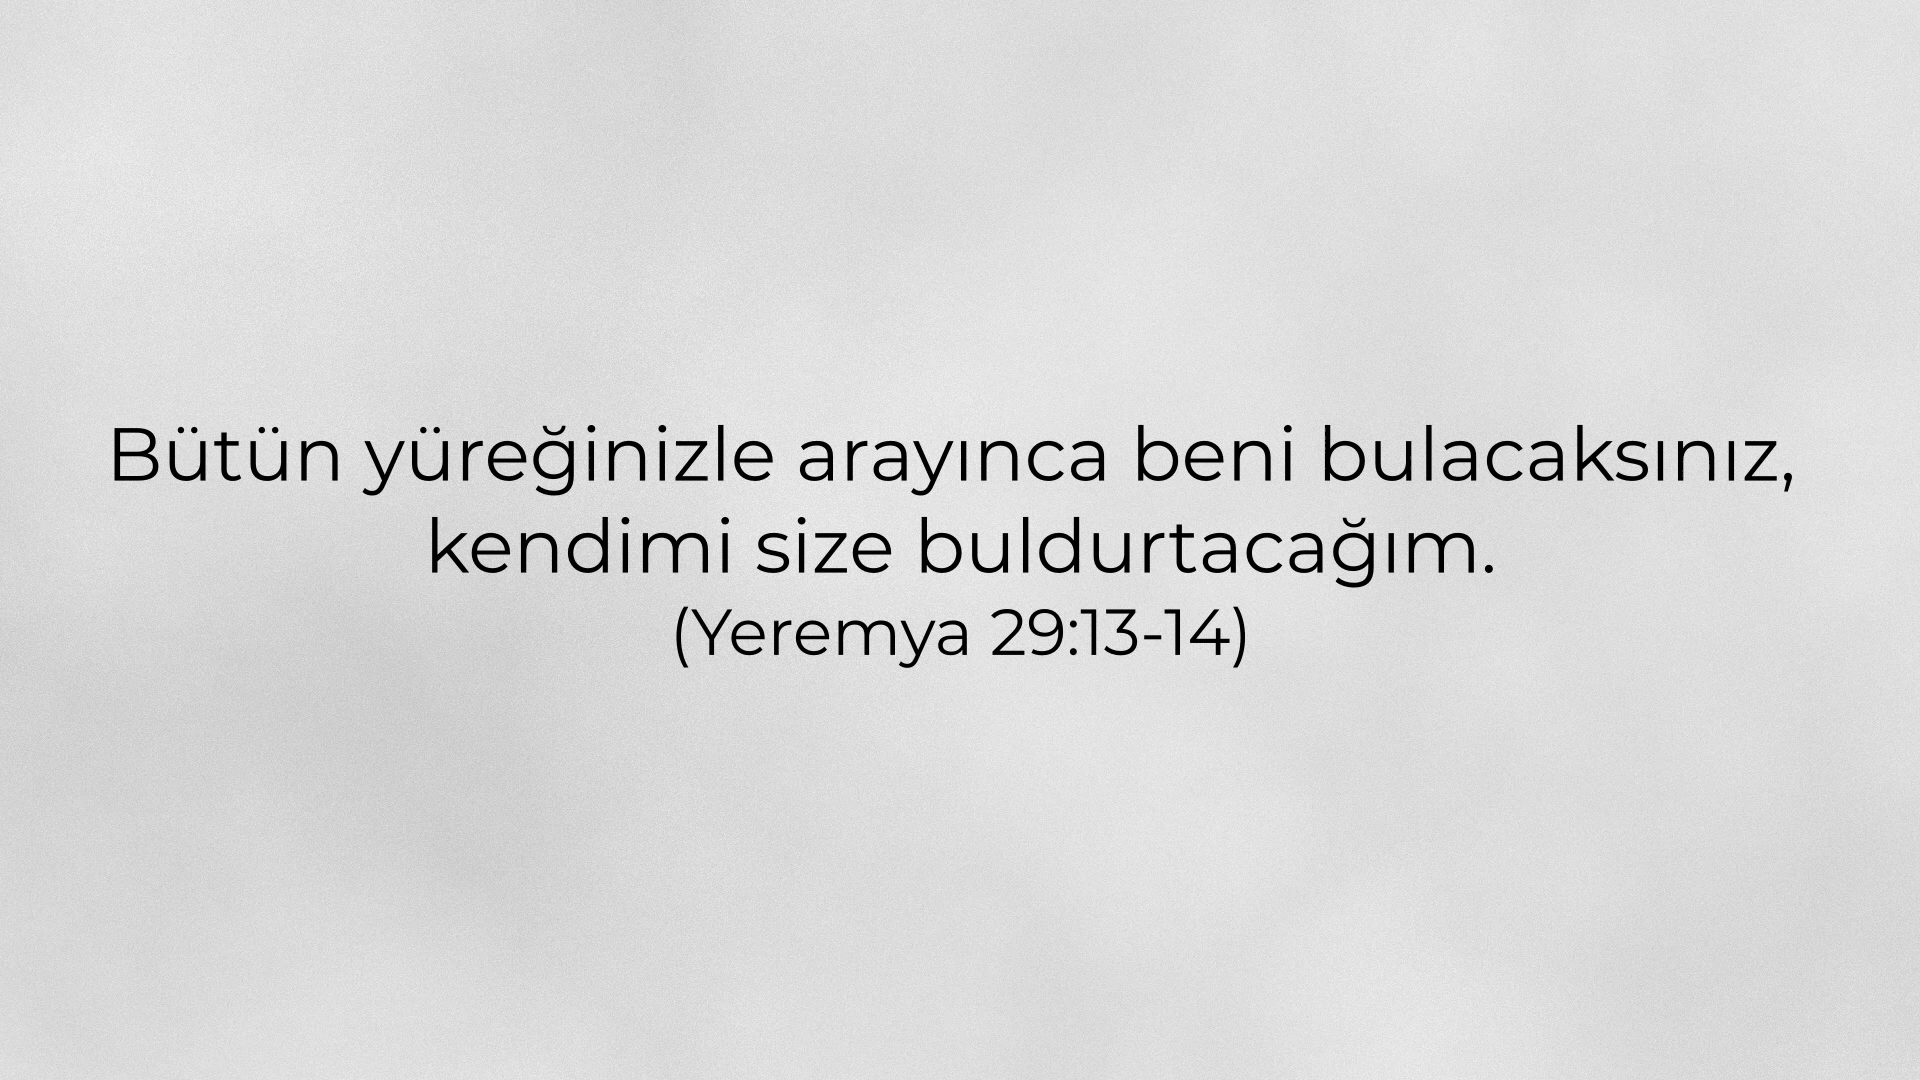 Bütün yüreğinizle arayınca beni bulacaksınız,
kendimi size buldurtacağım.
(Yeremya 29:13-14)